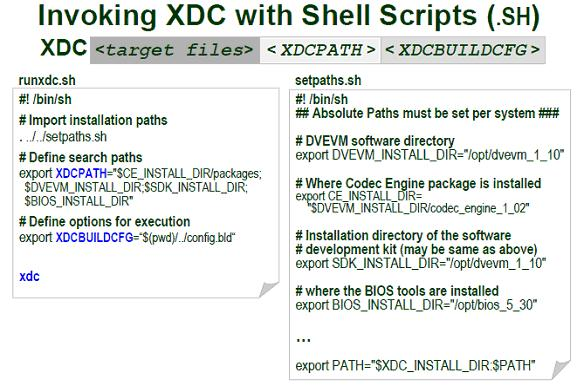 Invoking XDC with Shell Scripts (.SH)
XDC <target files> <XDCPATH> <XDCBUILDCFG>
runxdc.sh
#! /bin/sh
# Import installation paths
. ../../setpaths.sh
# Define search paths
export XDCPATH="$CE_INSTALL_DIR/packages;
$DVEVM_INSTALL_DIR;$SDK_INSTALL_DIR;
$BIOS_INSTALL_DIR"
# Define options for execution
export XDCBUILDCFG="$(pwd)/../config.bld"
xdc
setpaths.sh
#! /bin/sh
## Absolute Paths must be set per system ###
# DVEVM software directory
export DVEVM_INSTALL_DIR="/opt/dvevm_1_10"
# Where Codec Engine package is installed
export CE_INSTALL_DIR=
"$DVEVM_INSTALL_DIR/codec_engine_1_02"
# Installation directory of the software
# development kit (may be same as above)
export SDK_INSTALL_DIR="/opt/dvevm_1_10"
# where the BIOS tools are installed
export BIOS_INSTALL_DIR="/opt/bios_5_30"
...
export PATH="$XDC_INSTALL_DIR:$PATH"